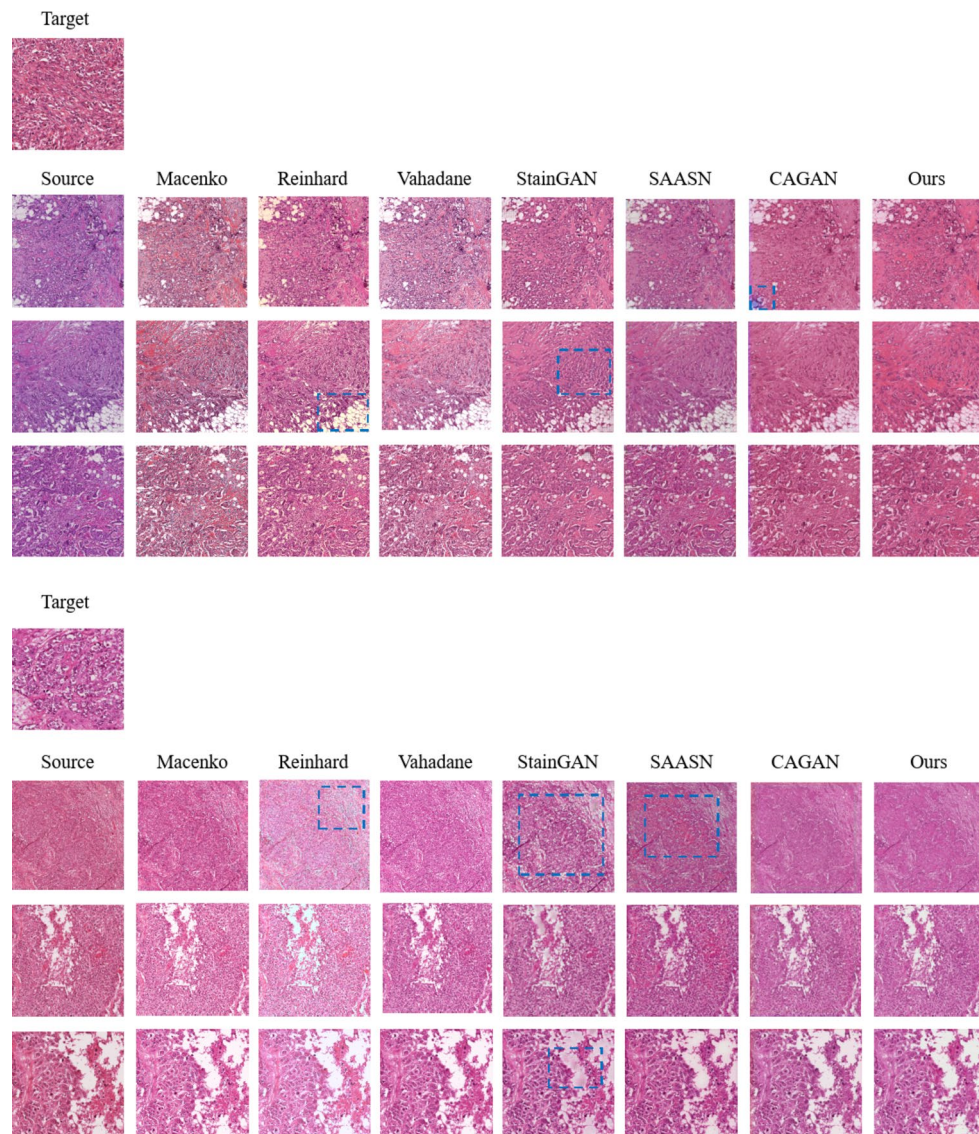 Target
Source Macenko Reinhard Vahadane StainGAN SAASN CAGAN Ours
Target
Source Macenko Reinhard Vahadane StainGAN SAASN CAGAN Ours